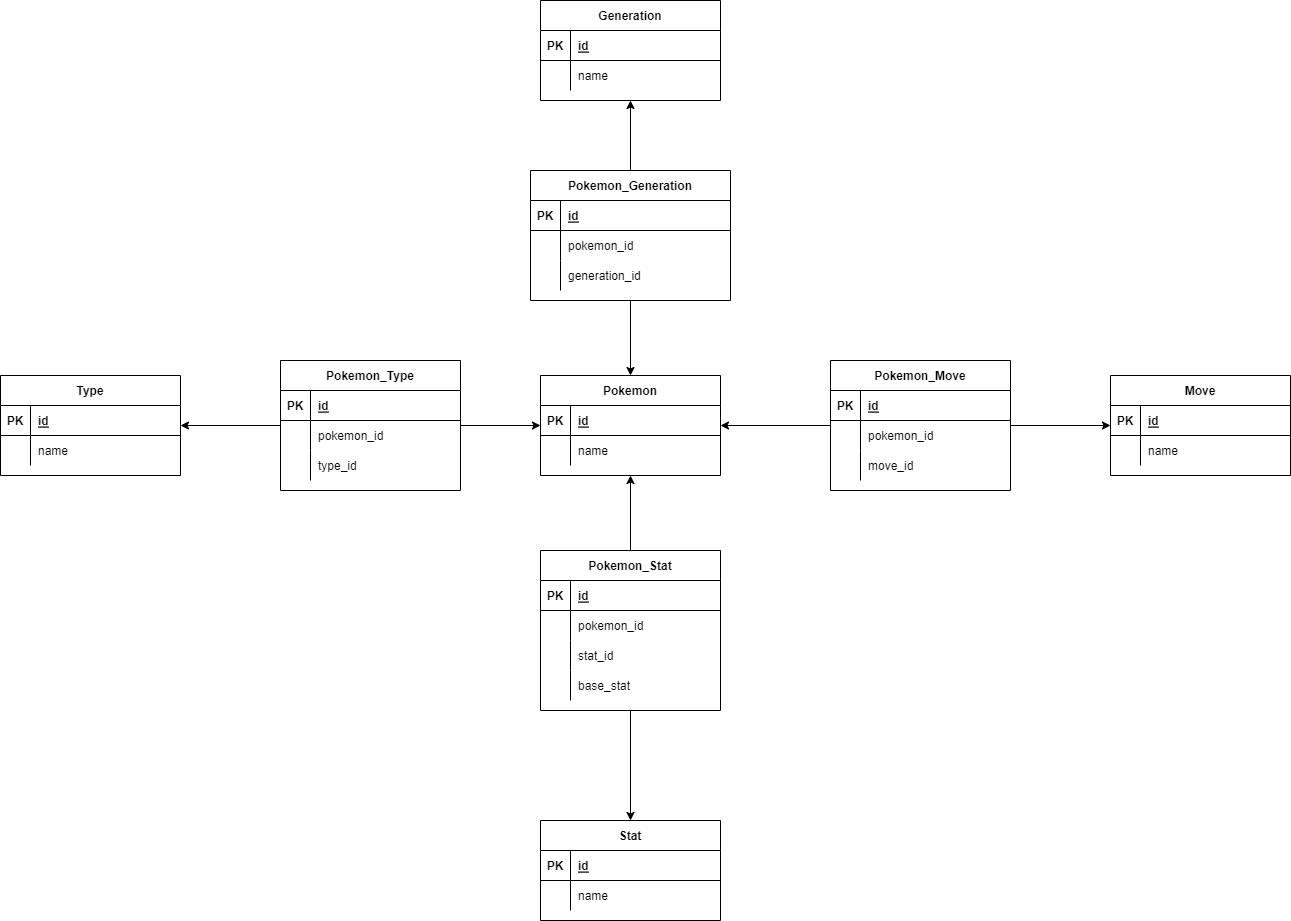 Generation
PK id
name
Pokemon_Generation
PK id
pokemon_id
generation_id
Type
PK id
name
Pokemon_Type
PK id
pokemon_id
type_id
Pokemon
PK id
name
Pokemon_Move
PK id
pokemon_id
move_id
Move
PK id
name
Pokemon_Stat
PK id
pokemon_id
stat_id
base_stat
Stat
PK id
name